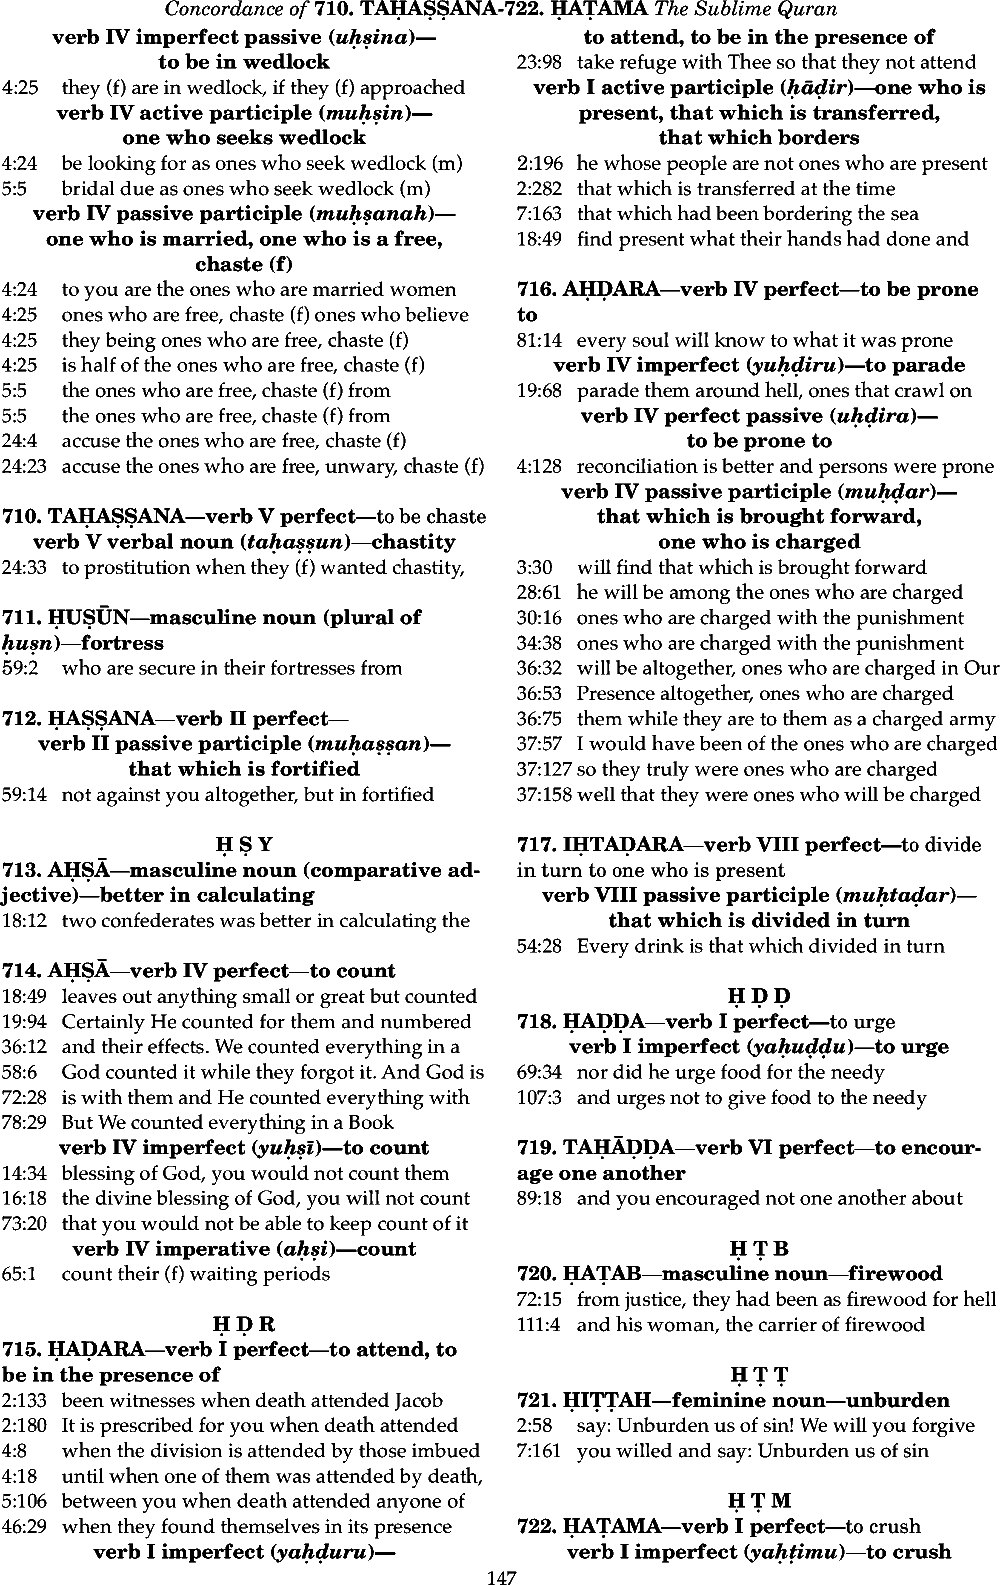 Concordance of 710. TAḤAṢṢANA-722. ḤAṬAMA The Sublime Quran
verb IV imperfect passive (uḥṣina)—
to be in wedlock
4:25 they (f) are in wedlock, if they (f) approached
verb IV active participle (muḥṣin)—
one who seeks wedlock
4:24 be looking for as ones who seek wedlock (m)
5:5 bridal due as ones who seek wedlock (m)
verb IV passive participle (muḥṣanah)—
one who is married, one who is a free,
chaste (f)
4:24 to you are the ones who are married women
4:25 ones who are free, chaste (f) ones who believe
4:25 they being ones who are free, chaste (f)
4:25 is half of the ones who are free, chaste (f)
5:5 the ones who are free, chaste (f) from
5:5 the ones who are free, chaste (f) from
24:4 accuse the ones who are free, chaste (f)
24:23 accuse the ones who are free, unwary, chaste (f)
710. TAḤAṢṢANA—verb V perfect—to be chaste
verb V verbal noun (taḥaṣṣun)—chastity
24:33 to prostitution when they (f) wanted chastity,
711. ḤUṢŪN—masculine noun (plural of
ḥuṣn)—fortress
59:2 who are secure in their fortresses from
712. ḤAṢṢANA—verb II perfect—
verb II passive participle (muḥaṣṣan)—
that which is fortified
59:14 not against you altogether, but in fortified
Ḥ Ṣ Y
713. AḤṢĀ—masculine noun (comparative ad-
jective)—better in calculating
18:12 two confederates was better in calculating the
714. AḤṢĀ—verb IV perfect—to count
18:49 leaves out anything small or great but counted
19:94 Certainly He counted for them and numbered
36:12 and their effects. We counted everything in a
58:6 God counted it while they forgot it. And God is
72:28 is with them and He counted everything with
78:29 But We counted everything in a Book
verb IV imperfect (yuḥṣī)—to count
14:34 blessing of God, you would not count them
16:18 the divine blessing of God, you will not count
73:20 that you would not be able to keep count of it
verb IV imperative (aḥṣi)—count
65:1 count their (f) waiting periods
Ḥ Ḍ R
715. ḤAḌARA—verb I perfect—to attend, to
be in the presence of
2:133 been witnesses when death attended Jacob
2:180 It is prescribed for you when death attended
4:8 when the division is attended by those imbued
4:18 until when one of them was attended by death,
5:106 between you when death attended anyone of
46:29 when they found themselves in its presence
verb I imperfect (yaḥḍuru)—
to attend, to be in the presence of
23:98 take refuge with Thee so that they not attend
verb I active participle (ḥāḍir)—one who is
present, that which is transferred,
that which borders
2:196 he whose people are not ones who are present
2:282 that which is transferred at the time
7:163 that which had been bordering the sea
18:49 find present what their hands had done and
716. AḤḌARA—verb IV perfect—to be prone
to
81:14 every soul will know to what it was prone
verb IV imperfect (yuḥḍiru)—to parade
19:68 parade them around hell, ones that crawl on
verb IV perfect passive (uḥḍira)—
to be prone to
4:128 reconciliation is better and persons were prone
verb IV passive participle (muḥḍar)—
that which is brought forward,
one who is charged
3:30 will find that which is brought forward
28:61 he will be among the ones who are charged
30:16 ones who are charged with the punishment
34:38 ones who are charged with the punishment
36:32 will be altogether, ones who are charged in Our
36:53 Presence altogether, ones who are charged
36:75 them while they are to them as a charged army
37:57 I would have been of the ones who are charged
37:127 so they truly were ones who are charged
37:158 well that they were ones who will be charged
717. IḤTAḌARA—verb VIII perfect—to divide
in turn to one who is present
verb VIII passive participle (muḥtaḍar)—
that which is divided in turn
54:28 Every drink is that which divided in turn
Ḥ Ḍ Ḍ
718. ḤAḌḌA—verb I perfect—to urge
verb I imperfect (yaḥuḍḍu)—to urge
69:34 nor did he urge food for the needy
107:3 and urges not to give food to the needy
719. TAḤĀḌḌA—verb VI perfect—to encour-
age one another
89:18 and you encouraged not one another about
Ḥ Ṭ B
720. ḤAṬAB—masculine noun—firewood
72:15 from justice, they had been as firewood for hell
111:4 and his woman, the carrier of firewood
Ḥ Ṭ Ṭ
721. ḤIṬṬAH—feminine noun—unburden
2:58 say: Unburden us of sin! We will you forgive
7:161 you willed and say: Unburden us of sin
Ḥ Ṭ M
722. ḤAṬAMA—verb I perfect—to crush
verb I imperfect (yaḥṭimu)—to crush
147